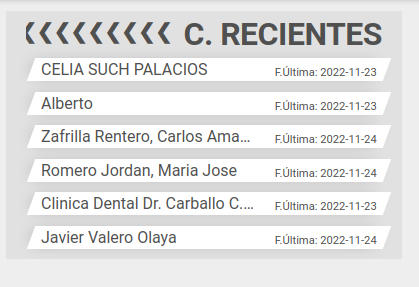 C. RECIENTES
CELIA SUCH PALACIOS F.Última: 2022-11-23
Alberto F.Última: 2022-11-23
Zafrilla Rentero, Carlos Ama... F.Última: 2022-11-24
Romero Jordan, Maria Jose F.Última: 2022-11-24
Clinica Dental Dr. Carballo C.... F.Última: 2022-11-23
Javier Valero Olaya F.Última: 2022-11-24